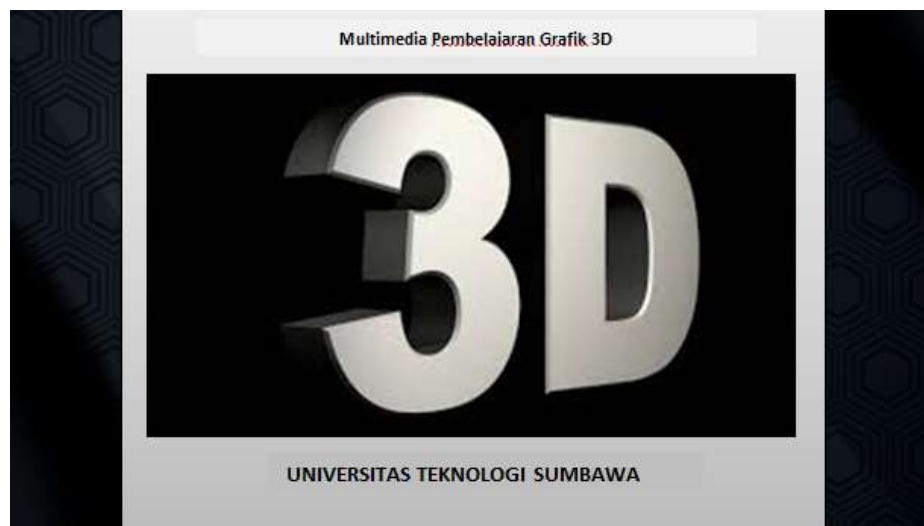 Multimedia Pembelajaran Grafik 3D
3D
UNIVERSITAS TEKNOLOGI SUMBAWA